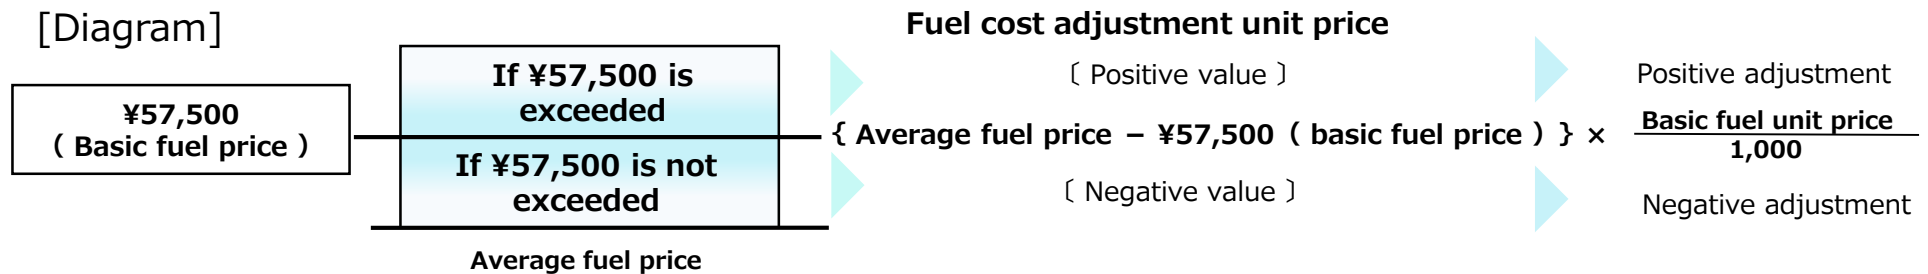 [Diagram]
Fuel cost adjustment unit price
If ¥57,500 is
exceeded
〔 Positive value 〕
Positive adjustment
¥57,500
( Basic fuel price )
{ Average fuel price − ¥57,500 ( basic fuel price ) } ×
Basic fuel unit price
1,000
If ¥57,500 is not
exceeded
〔 Negative value 〕
Negative adjustment
Average fuel price